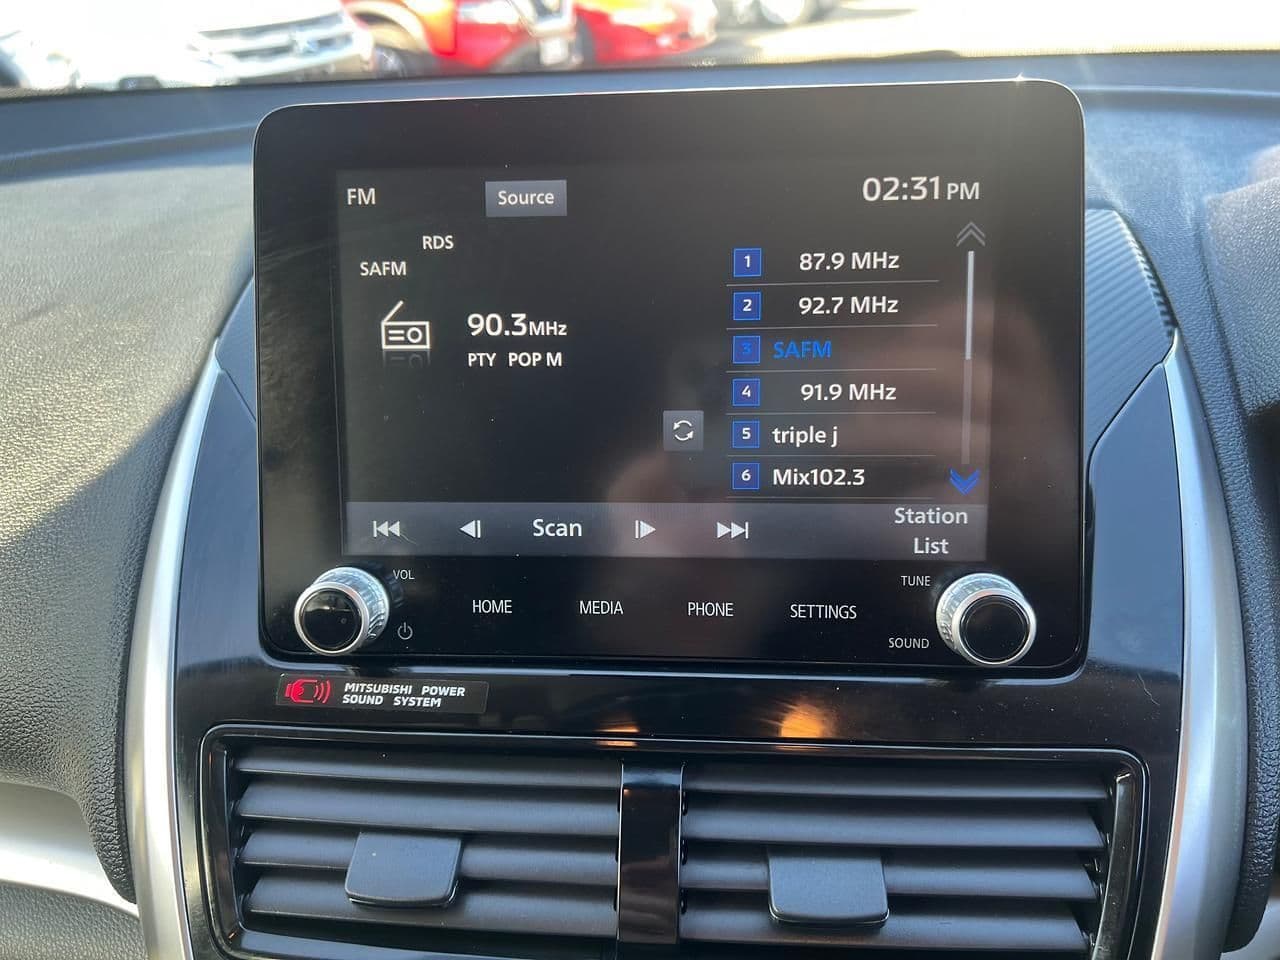 FM
Source
02:31 PM
RDS
SAFM
90.3MHz
PTY POP M
1 87.9 MHz
2 92.7 MHz
3 SAFM
4 91.9 MHz
5 triple j
6 Mix102.3
Scan
Station
List
VOL
TUNE
HOME
MEDIA
PHONE
SETTINGS
SOUND
MITSUBISHI POWER
SOUND SYSTEM